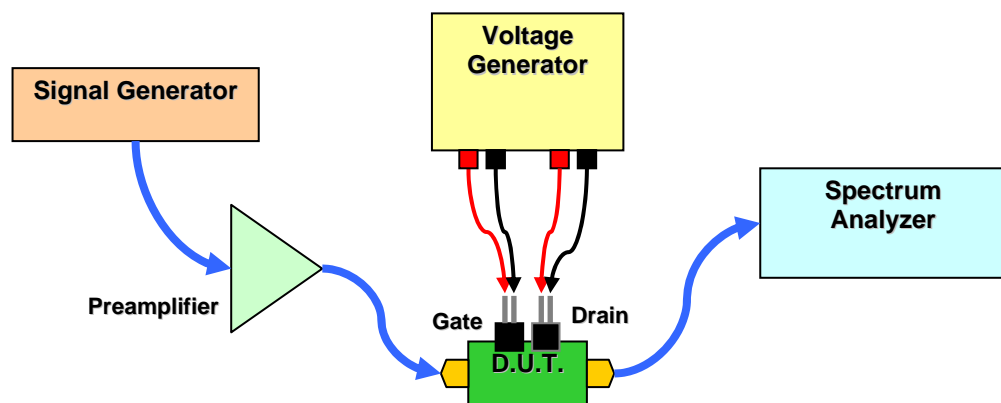 Voltage
Generator
Signal Generator
Spectrum
Analyzer
Preamplifier
Gate
Drain
D.U.T.